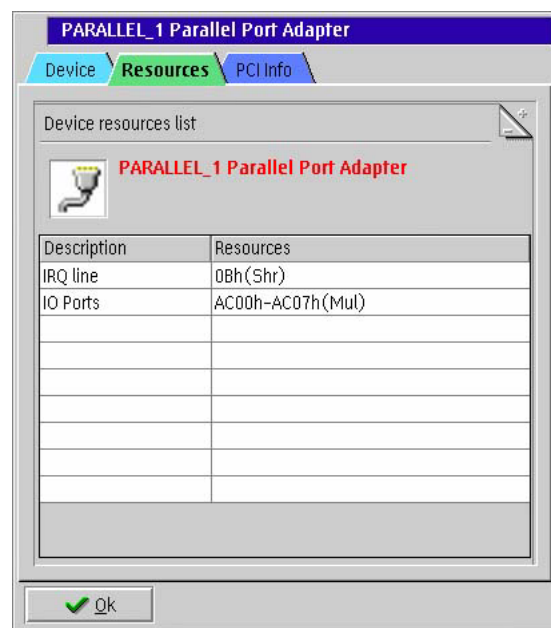 PARALLEL_1 Parallel Port Adapter
Device Resources PCI Info
Device resources list
PARALLEL_1 Parallel Port Adapter
Description Resources
IRQ line 0Bh(Shr)
IO Ports AC00h-AC07h(Mul)
Ok